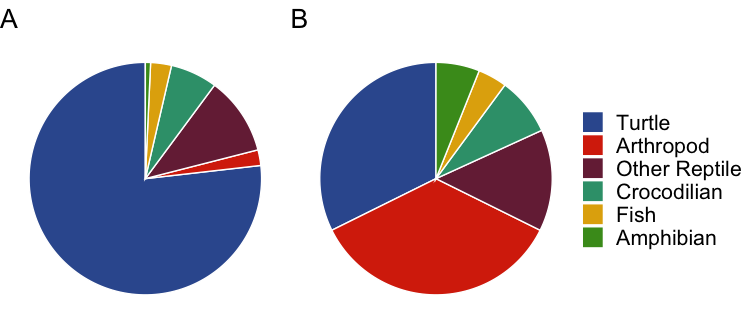 A
B
Turtle
Arthropod
Other Reptile
Crocodilian
Fish
Amphibian